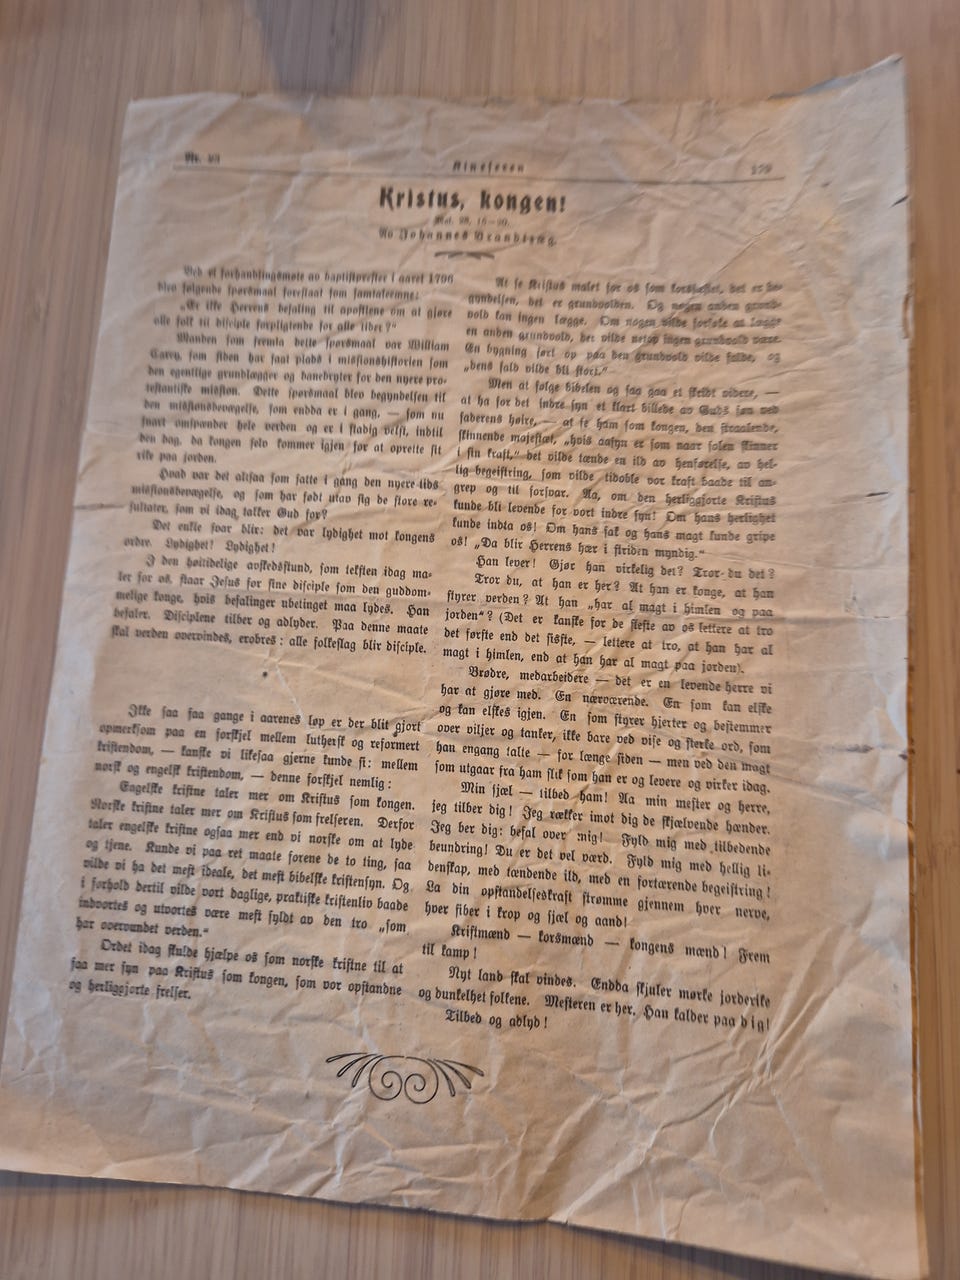 Nr. 23
Kineseren
179
Kristus, kongen!
Mat. 28, 16—20.
Av Johannes Brandtzæg.
Ved et forhandlingsmøte av baptistprester i aaret 1796
blev følgende spørsmaal foreslaat som samtaleemne:
„Er ikke Herrens befaling til apostlene om at gjøre
alle folk til disciple forpligtende for alle tider?“
Manden som fremla dette spørsmaal var William
Carey, som siden har faat plads i missionshistorien som
den egentlige grundlægger og banebryter for den nyere pro-
testantiske mission. Dette spørsmaal blev begyndelsen til
den missionsbevægelse, som endda er i gang, — som nu
snart omspænder hele verden og er i stadig vekst, indtil
den dag, da kongen selv kommer igjen for at oprette sit
rike paa jorden.
Hvad var det altsaa som satte i gang den nyere tids
missionsbevægelse, og som har født utav sig de store re-
sultater, som vi idag takker Gud for?
Det enkle svar blir: det var lydighet mot kongens
ordre. Lydighet! Lydighet!
I den høitidelige avskedsstund, som teksten idag ma-
ler for os, staar Jesus for sine disciple som den guddom-
melige konge, hvis befalinger ubetinget maa lydes. Han
befaler. Disciplene tilber og adlyder. Paa denne maate
skal verden overvindes, erobres: alle folkeslag blir disciple.
Ikke saa faa gange i aarenes løp er der blit gjort
opmerksom paa en forskjel mellem luthersk og reformert
kristendom, — kanske vi likesaa gjerne kunde si: mellem
norsk og engelsk kristendom, — denne forskjel nemlig:
Engelske kristne taler mer om Kristus som kongen.
Norske kristne taler mer om Kristus som frelseren. Derfor
taler engelske kristne ogsaa mer end vi norske om at lyde
og tjene. Kunde vi paa ret maate forene de to ting, saa
vilde vi ha det mest ideale, det mest bibelske kristensyn. Og
i forhold dertil vilde vort daglige, praktiske kristenliv baade
indvortes og utvortes være mest fyldt av den tro „som
har overvundet verden.“
Ordet idag skulde hjælpe os som norske kristne til at
faa mer syn paa Kristus som kongen, som vor opstandne
og herliggjorte frelser.
At se Kristus malet for os som korsfæstet, det er be-
gyndelsen, det er grundvolden. Og nogen anden grund-
vold kan ingen lægge. Om nogen vilde forsøke at lægge
en anden grundvold, det vilde netop ingen grundvold være.
En bygning ført op paa den grundvold vilde falde, og
„dens fald vilde bli stort.“
Men at følge bibelen og saa gaa et skridt videre, —
at ha for det indre syn et klart billede av Guds søn ved
faderens høire, — at se ham som kongen, den straalende,
skinnende majestæt, „hvis aasyn er som naar solen skinner
i sin kraft,“ det vilde tænde en ild av henførelse, av hel-
lig begeistring, som vilde tidoble vor kraft baade til an-
grep og til forsvar. Aa, om den herliggjorte Kristus
kunde bli levende for vort indre syn! Om hans herlighet
kunde indta os! Om hans sak og hans magt kunde gripe
os! „Da blir Herrens hær i striden myndig.“
Han lever! Gjør han virkelig det? Tror du det?
Tror du, at han er her? At han er konge, at han
styrer verden? At han „har al magt i himlen og paa
jorden“? (Det er kanske for de fleste av os lettere at tro
det første end det sidste, — lettere at tro, at han har al
magt i himlen, end at han har al magt paa jorden).
Brødre, medarbeidere — det er en levende herre vi
har at gjøre med. En nærværende. En som kan elske
og kan elskes igjen. En som styrer hjerter og bestemmer
over viljer og tanker, ikke bare ved vise og sterke ord, som
han engang talte — for længe siden — men ved den magt
som utgaar fra ham slik som han er og levere og virker idag.
Min sjæl — tilbed ham! Aa min mester og herre,
jeg tilber dig! Jeg rækker imot dig de skjælvende hænder.
Jeg ber dig: befal over mig! Fyld mig med tilbedende
beundring! Du er det vel værd. Fyld mig med hellig li-
denskap, med tændende ild, med en fortærende begeistring!
La din opstandelseskraft strømme gjennem hver nerve,
hver fiber i krop og sjæl og aand!
Kristmænd — korsmænd — kongens mænd! Frem
til kamp!
Nyt land skal vindes. Endda skjuler mørke jorderike
og dunkelhet folkene. Mesteren er her. Han kalder paa dig!
Tilbed og adlyd!